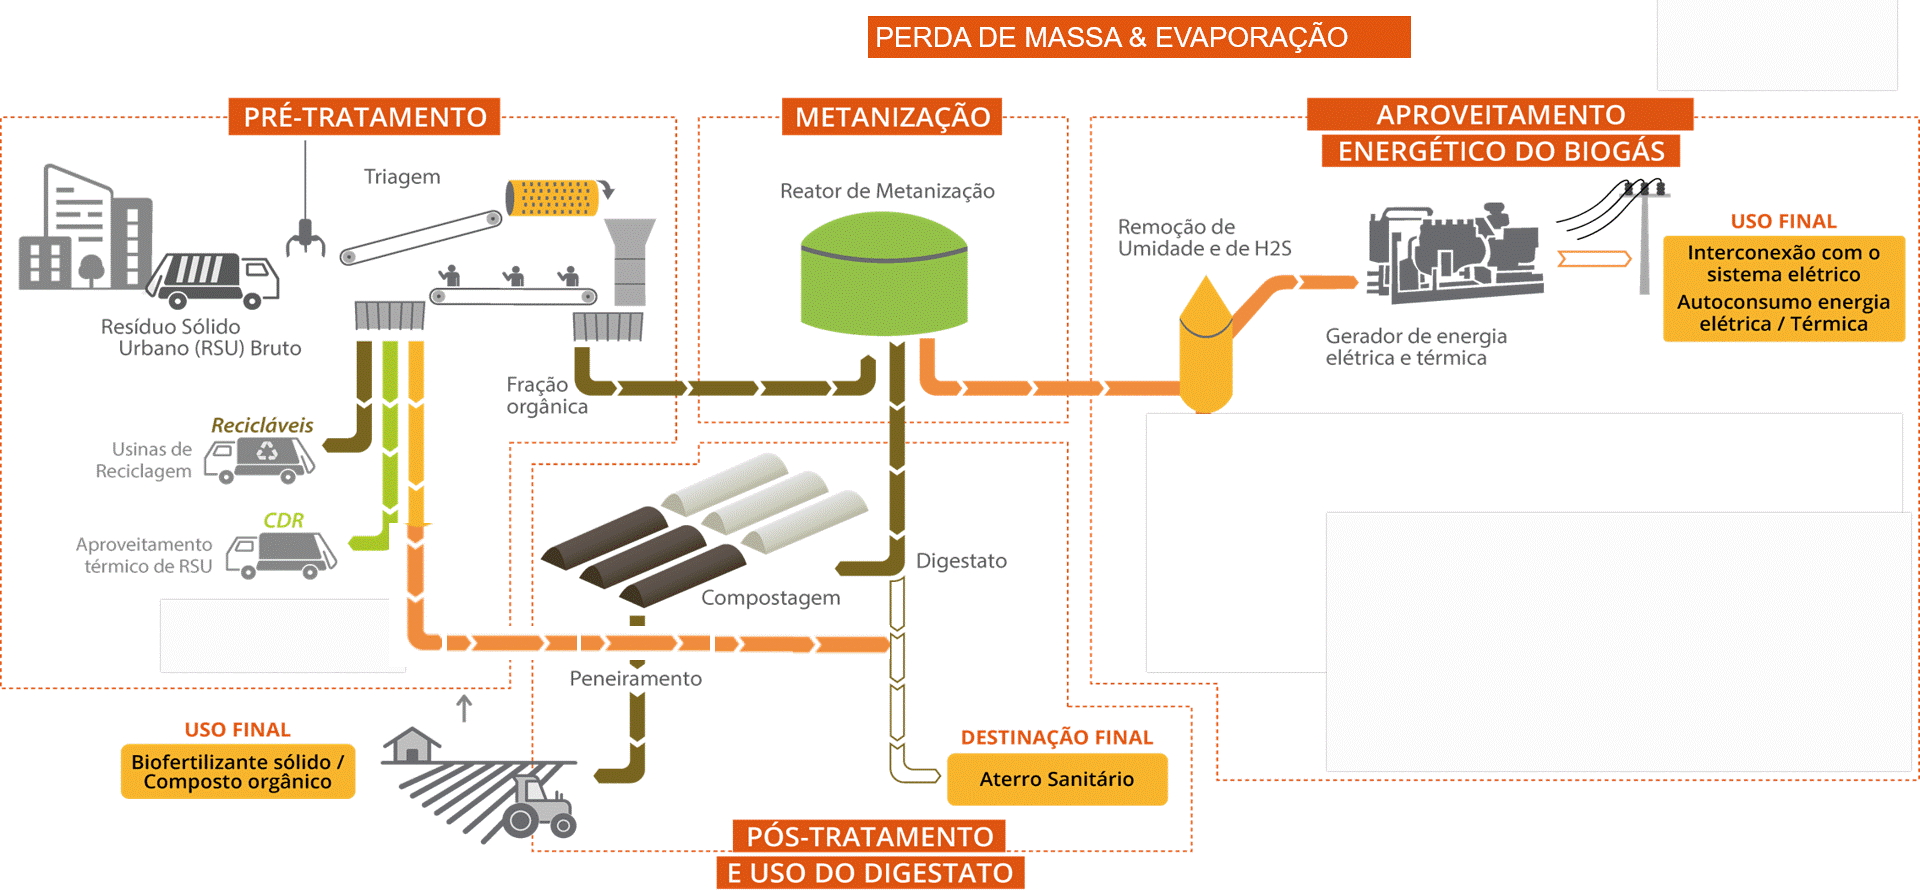 PERDA DE MASSA & EVAPORAÇÃO
PRÉ-TRATAMENTO
METANIZAÇÃO
APROVEITAMENTO
ENERGÉTICO DO BIOGÁS
Triagem
Resíduo Sólido
Urbano (RSU) Bruto
Fração
orgânica
Recicláveis
Usinas de
Reciclagem
CDR
Aproveitamento
térmico de RSU
Reator de Metanização
Remoção de
Umidade e de H2S
Gerador de energia
elétrica e térmica
USO FINAL
Interconexão com o
sistema elétrico
Autoconsumo energia
elétrica / Térmica
Digestato
Compostagem
Peneiramento
USO FINAL
Biofertilizante sólido /
Composto orgânico
DESTINAÇÃO FINAL
Aterro Sanitário
PÓS-TRATAMENTO
E USO DO DIGESTATO